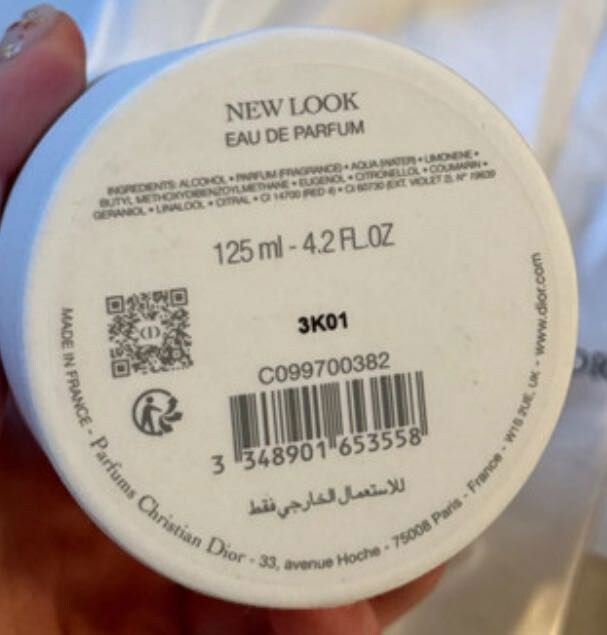 NEW LOOK
EAU DE PARFUM
INGREDIENTS: ALCOHOL • PARFUM (FRAGRANCE) • AQUA (WATER) • LIMONENE •
BUTYL METHOXYDIBENZOYLMETHANE • EUGENOL • CITRONELLOL • COUMARIN •
GERANIOL • LINALOOL • CITRAL • CI 14700 (RED 4) • CI 60730 (EXT. VIOLET 2). N°
125 ml - 4.2 FL.OZ
3K01
C099700382
3 348901 653558
للاستعمال الخارجي فقط
MADE IN FRANCE - Parfums Christian Dior - 33, avenue Hoche - 75008 Paris - France - W1S UK - www.dior.com